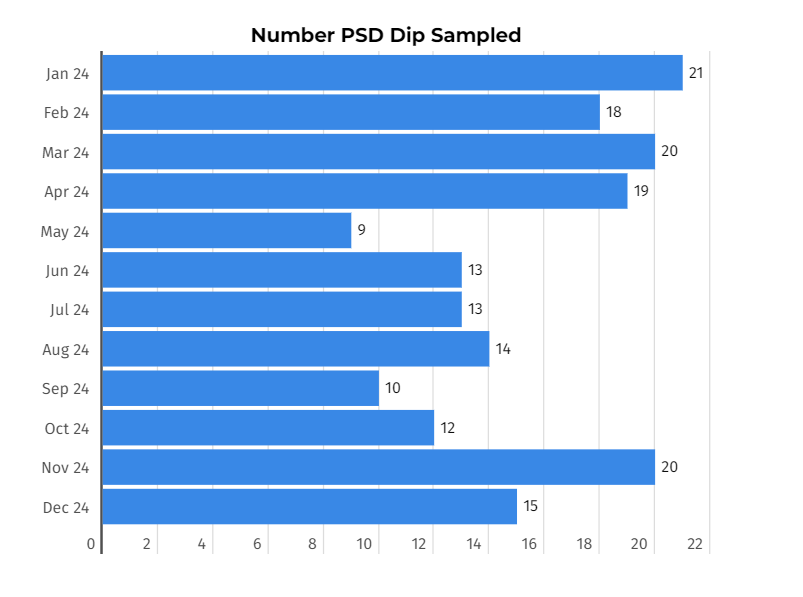 Number PSD Dip Sampled
Jan 24 21
Feb 24 18
Mar 24 20
Apr 24 19
May 24 9
Jun 24 13
Jul 24 13
Aug 24 14
Sep 24 10
Oct 24 12
Nov 24 20
Dec 24 15
0 2 4 6 8 10 12 14 16 18 20 22